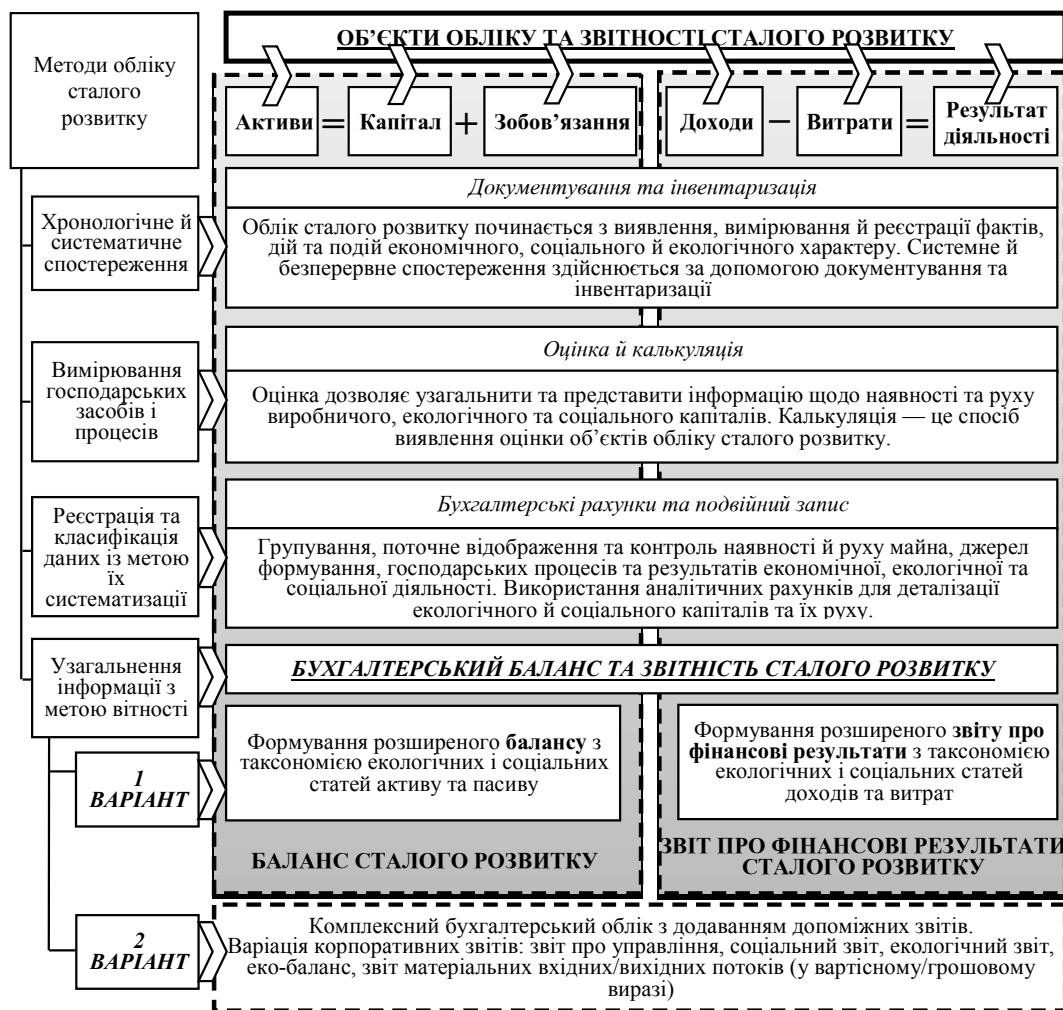 ОБ’ЄКТИ ОБЛІКУ ТА ЗВІТНОСТІ СТАЛОГО РОЗВИТКУ
Методи обліку
сталого
розвитку
Активи = Капітал + Зобов’язання
Доходи – Витрати = Результат
діяльності
Хронологічне й
систематичне
спостереження
Документування та інвентаризація
Облік сталого розвитку починається з виявлення, вимірювання й реєстрації фактів,
дій та подій економічного, соціального й екологічного характеру. Системне й
безперервне спостереження здійснюється за допомогою документування та
інвентаризації
Вимірювання
господарських
засобів і
процесів
Оцінка й калькуляція
Оцінка дозволяє узагальнити та представити інформацію щодо наявності та руху
виробничого, екологічного та соціального капіталів. Калькуляція — це спосіб
виявлення оцінки об’єктів обліку сталого розвитку.
Реєстрація та
класифікація
даних із метою
їх
систематизації
Бухгалтерські рахунки та подвійний запис
Групування, поточне відображення та контроль наявності й руху майна, джерел
формування, господарських процесів та результатів економічної, екологічної та
соціальної діяльності. Використання аналітичних рахунків для деталізації
екологічного й соціального капіталів та їх руху.
Узагальнення
інформації з
метою вітності
БУХГАЛТЕРСЬКИЙ БАЛАНС ТА ЗВІТНІСТЬ СТАЛОГО РОЗВИТКУ
1
ВАРІАНТ
Формування розширеного балансу з
таксономією екологічних і соціальних
статей активу та пасиву
БАЛАНС СТАЛОГО РОЗВИТКУ
Формування розширеного звіту про
фінансові результати з таксономією
екологічних і соціальних статей
доходів та витрат
ЗВІТ ПРО ФІНАНСОВІ РЕЗУЛЬТАТИ
СТАЛОГО РОЗВИТКУ
2
ВАРІАНТ
Комплексний бухгалтерський облік з додаванням допоміжних звітів.
Варіація корпоративних звітів: звіт про управління, соціальний звіт, екологічний звіт,
еко-баланс, звіт матеріальних вхідних/вихідних потоків (у вартісному/грошовому
виразі)